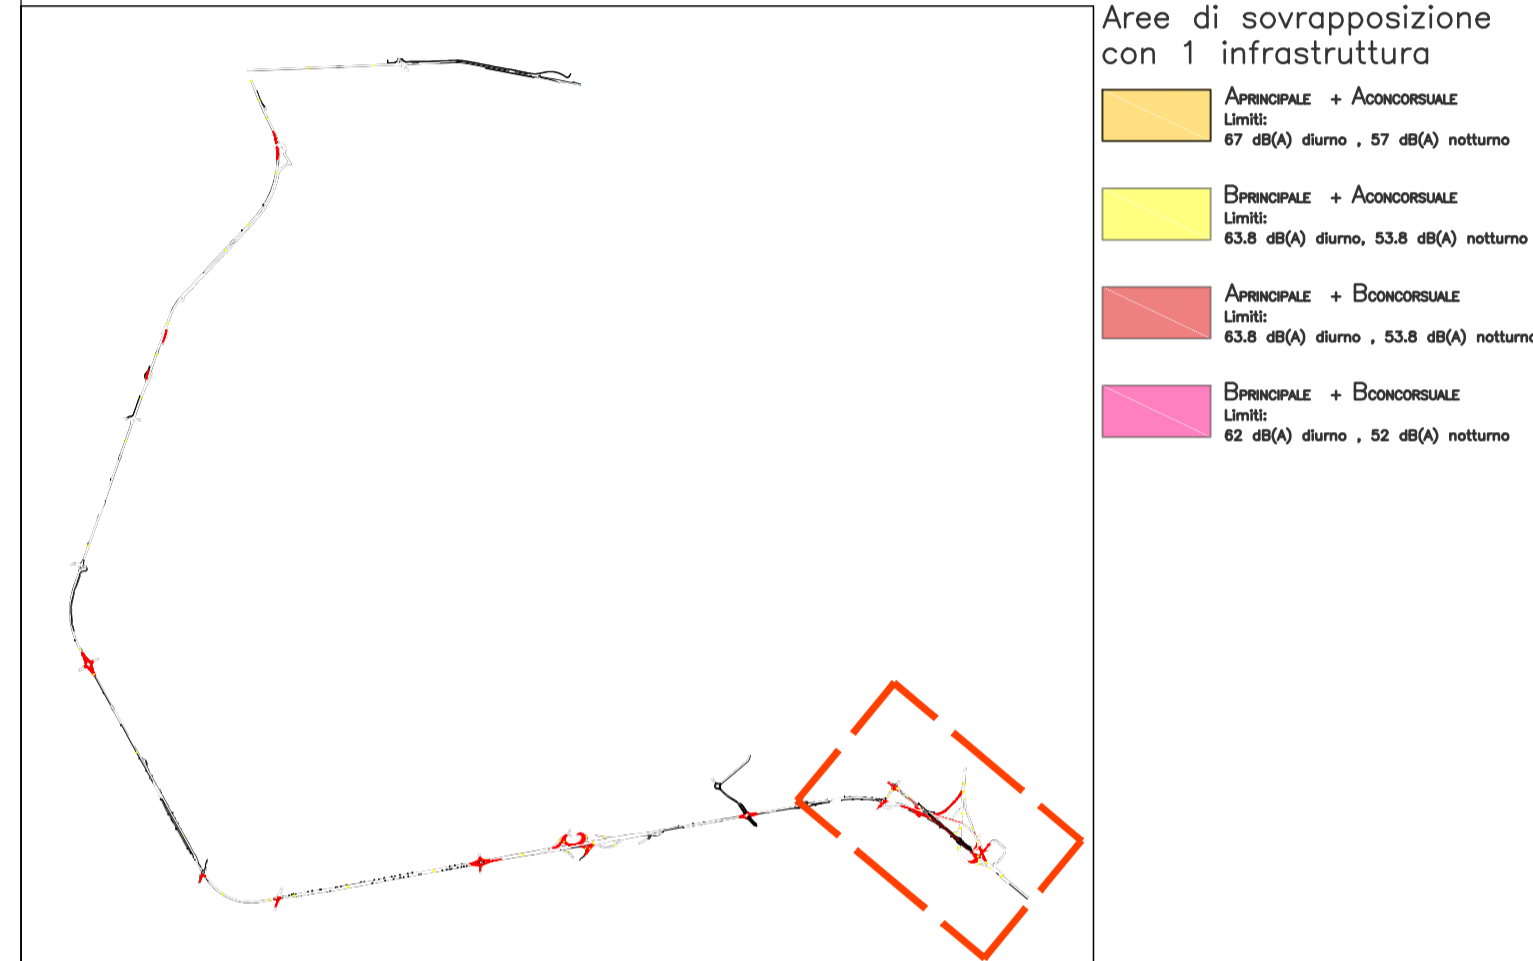 Aree di sovrapposizione
con 1 infrastruttura
APRINCIPALE + ACONCORSUALE
Limiti:
67 dB(A) diurno , 57 dB(A) notturno
BPRINCIPALE + ACONCORSUALE
Limiti:
63.8 dB(A) diurno, 53.8 dB(A) notturno
APRINCIPALE + BCONCORSUALE
Limiti:
63.8 dB(A) diurno , 53.8 dB(A) notturno
BPRINCIPALE + BCONCORSUALE
Limiti:
62 dB(A) diurno , 52 dB(A) notturno